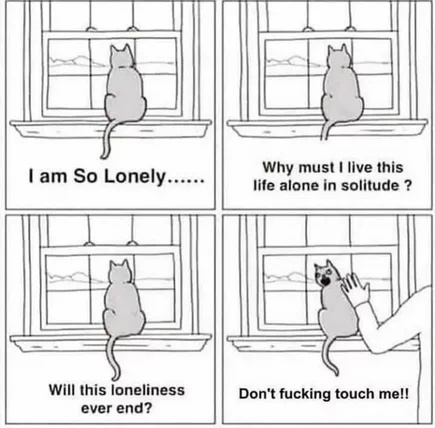 I am So Lonely......
Why must I live this
life alone in solitude ?
Will this loneliness
ever end?
Don't fucking touch me!!